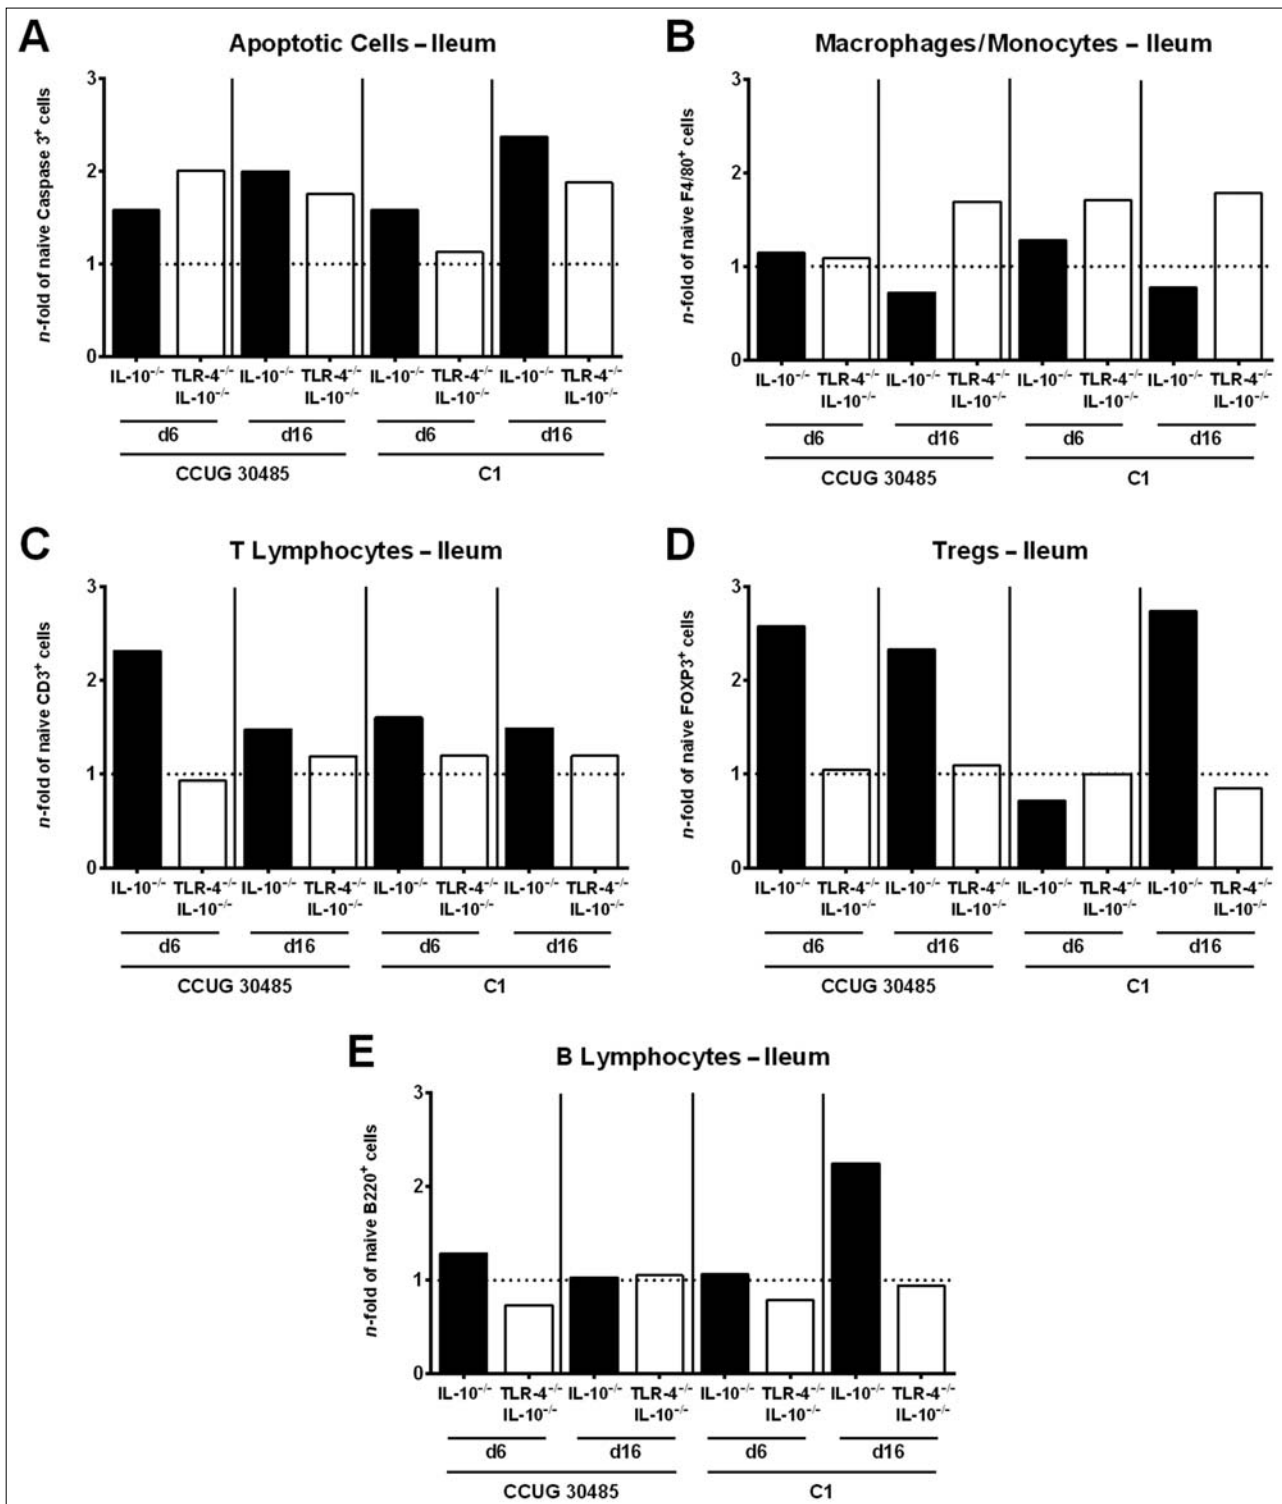 A
Apoptotic Cells – Ileum
n-fold of naive Caspase 3⁺ cells
3
2
1
0
IL-10⁻/⁻ TLR-4⁻/⁻ IL-10⁻/⁻ TLR-4⁻/⁻ IL-10⁻/⁻ TLR-4⁻/⁻ IL-10⁻/⁻ TLR-4⁻/⁻
IL-10⁻/⁻ IL-10⁻/⁻ IL-10⁻/⁻ IL-10⁻/⁻
d6 d16 d6 d16
CCUG 30485 C1
B
Macrophages/Monocytes – Ileum
n-fold of naive F4/80⁺ cells
3
2
1
0
IL-10⁻/⁻ TLR-4⁻/⁻ IL-10⁻/⁻ TLR-4⁻/⁻ IL-10⁻/⁻ TLR-4⁻/⁻ IL-10⁻/⁻ TLR-4⁻/⁻
IL-10⁻/⁻ IL-10⁻/⁻ IL-10⁻/⁻ IL-10⁻/⁻
d6 d16 d6 d16
CCUG 30485 C1
C
T Lymphocytes – Ileum
n-fold of naive CD3⁺ cells
3
2
1
0
IL-10⁻/⁻ TLR-4⁻/⁻ IL-10⁻/⁻ TLR-4⁻/⁻ IL-10⁻/⁻ TLR-4⁻/⁻ IL-10⁻/⁻ TLR-4⁻/⁻
IL-10⁻/⁻ IL-10⁻/⁻ IL-10⁻/⁻ IL-10⁻/⁻
d6 d16 d6 d16
CCUG 30485 C1
D
Tregs – Ileum
n-fold of naive FOXP3⁺ cells
3
2
1
0
IL-10⁻/⁻ TLR-4⁻/⁻ IL-10⁻/⁻ TLR-4⁻/⁻ IL-10⁻/⁻ TLR-4⁻/⁻ IL-10⁻/⁻ TLR-4⁻/⁻
IL-10⁻/⁻ IL-10⁻/⁻ IL-10⁻/⁻ IL-10⁻/⁻
d6 d16 d6 d16
CCUG 30485 C1
E
B Lymphocytes – Ileum
n-fold of naive B220⁺ cells
3
2
1
0
IL-10⁻/⁻ TLR-4⁻/⁻ IL-10⁻/⁻ TLR-4⁻/⁻ IL-10⁻/⁻ TLR-4⁻/⁻ IL-10⁻/⁻ TLR-4⁻/⁻
IL-10⁻/⁻ IL-10⁻/⁻ IL-10⁻/⁻ IL-10⁻/⁻
d6 d16 d6 d16
CCUG 30485 C1